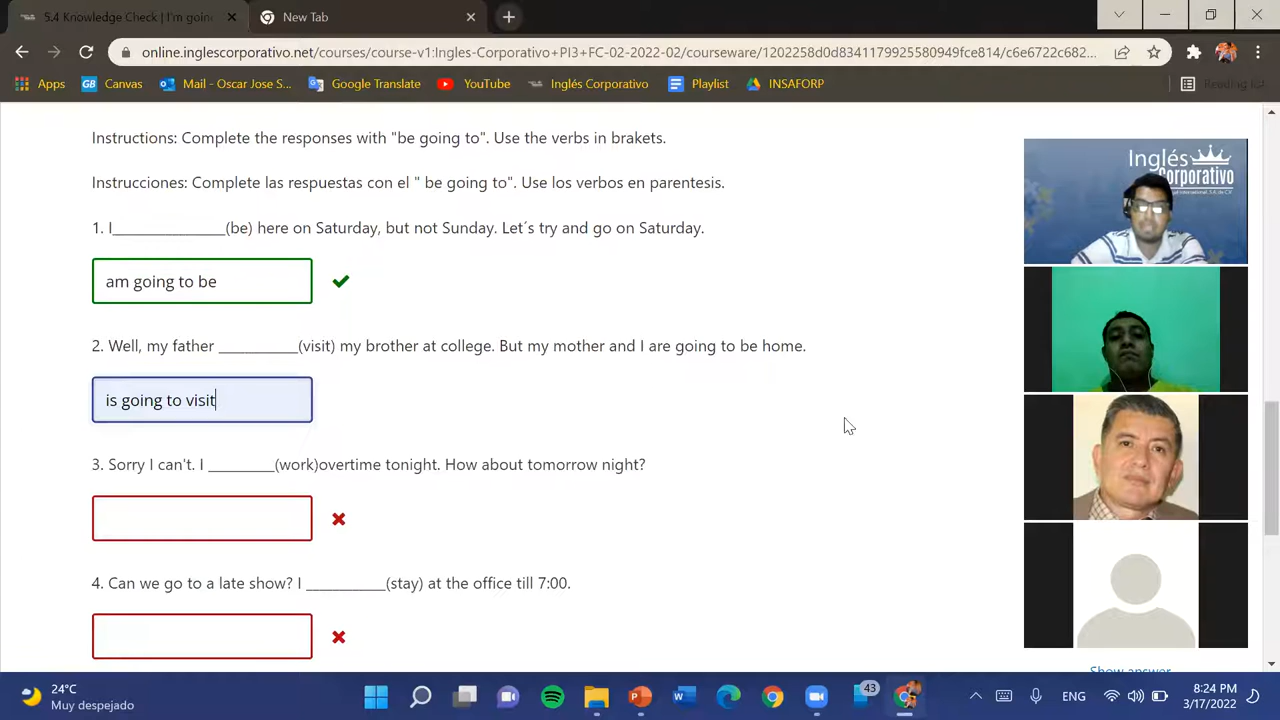 5.4 Knowledge Check | I'm going
New Tab
online.inglescorporativo.net/courses/course-v1:Ingles-Corporativo+PI3+FC-02-2022-02/courseware/1202258d0d8341179925580949fce814/c6e6722c682...
Apps
GB Canvas
Mail - Oscar Jose S...
Google Translate
YouTube
Inglés Corporativo
Playlist
INSAFORP
Reading list
Instructions: Complete the responses with "be going to". Use the verbs in brakets.
Instrucciones: Complete las respuestas con el " be going to". Use los verbos en parentesis.
1. I_______________(be) here on Saturday, but not Sunday. Let´s try and go on Saturday.
am going to be
2. Well, my father __________(visit) my brother at college. But my mother and I are going to be home.
is going to visit
3. Sorry I can't. I _________(work)overtime tonight. How about tomorrow night?
4. Can we go to a late show? I ___________(stay) at the office till 7:00.
Inglés
Corporativo
Show answer
24°C
Muy despejado
43
ENG
8:24 PM
3/17/2022